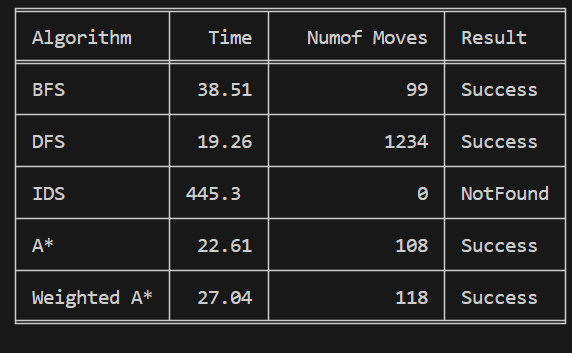 Algorithm Time Numof Moves Result
BFS 38.51 99 Success
DFS 19.26 1234 Success
IDS 445.3 0 NotFound
A* 22.61 108 Success
Weighted A* 27.04 118 Success